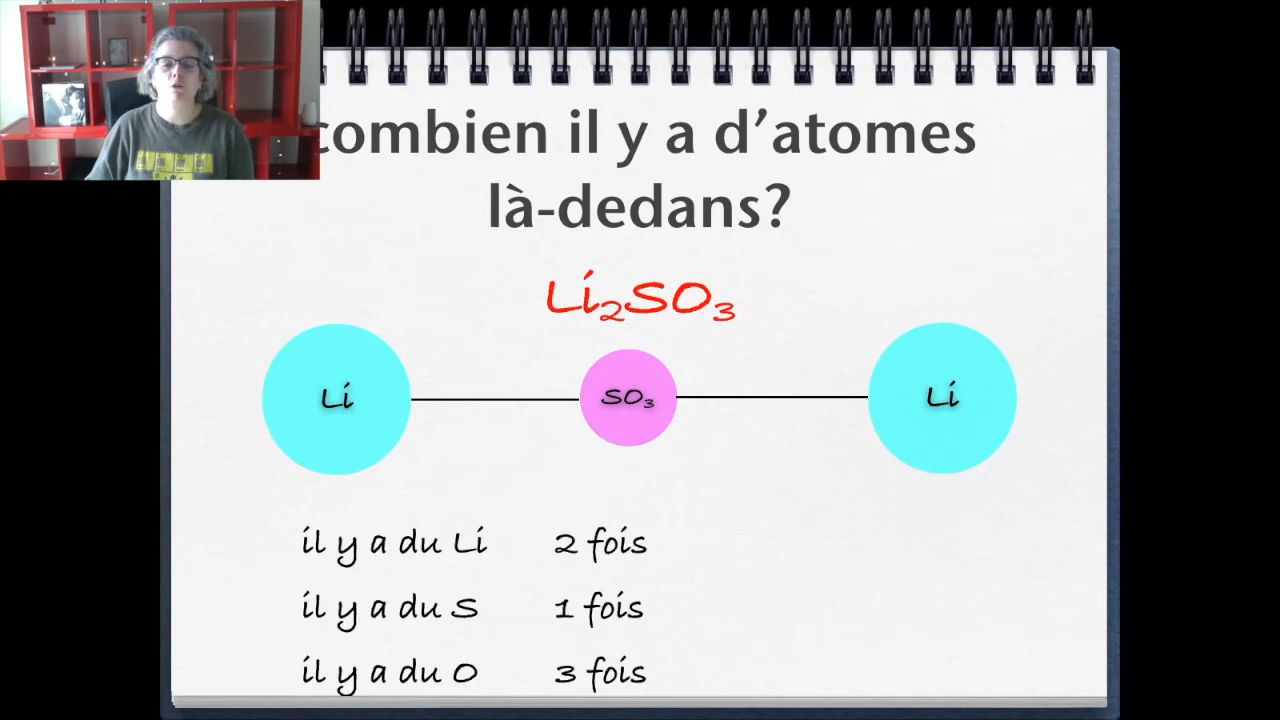 combien il y a d'atomes
là-dedans?
Li₂SO₃
Li SO₃ Li
il y a du Li 2 fois
il y a du S 1 fois
il y a du O 3 fois